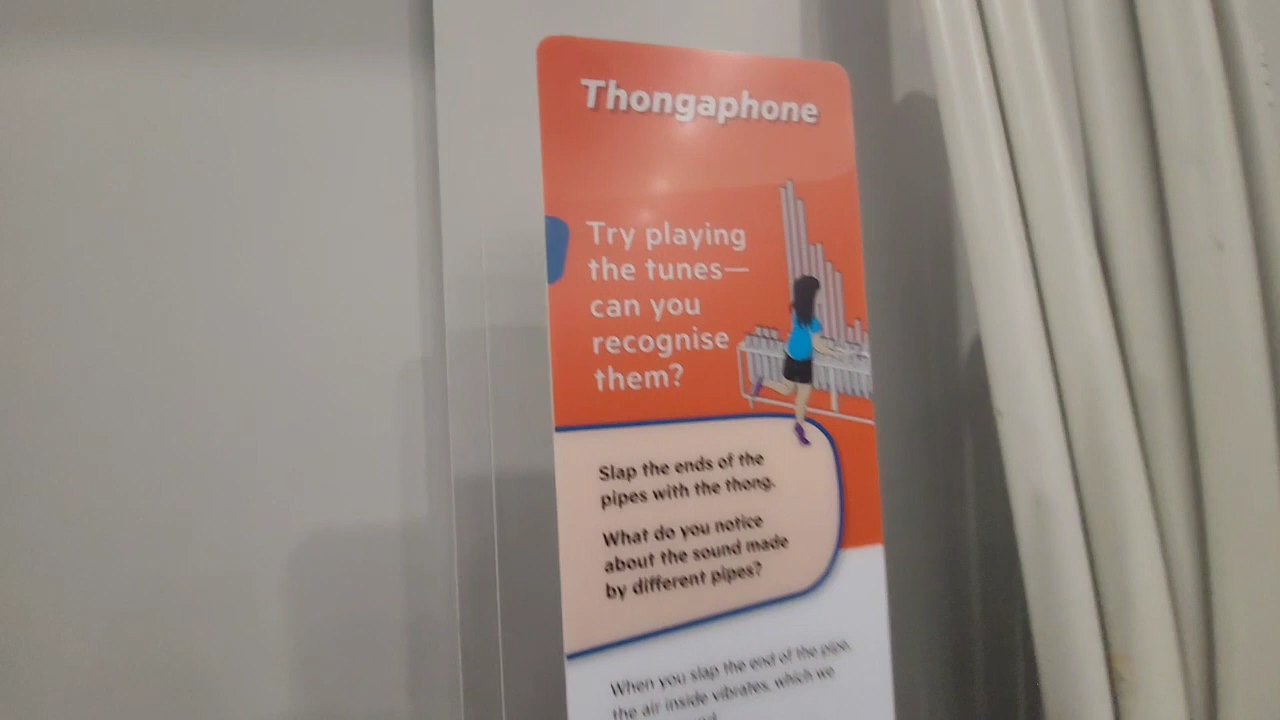 Thongaphone
Try playing
the tunes—
can you
recognise
them?
Slap the ends of the
pipes with the thong.
What do you notice
about the sound made
by different pipes?
When you slap the end of the pipe,
the air inside vibrates, which we